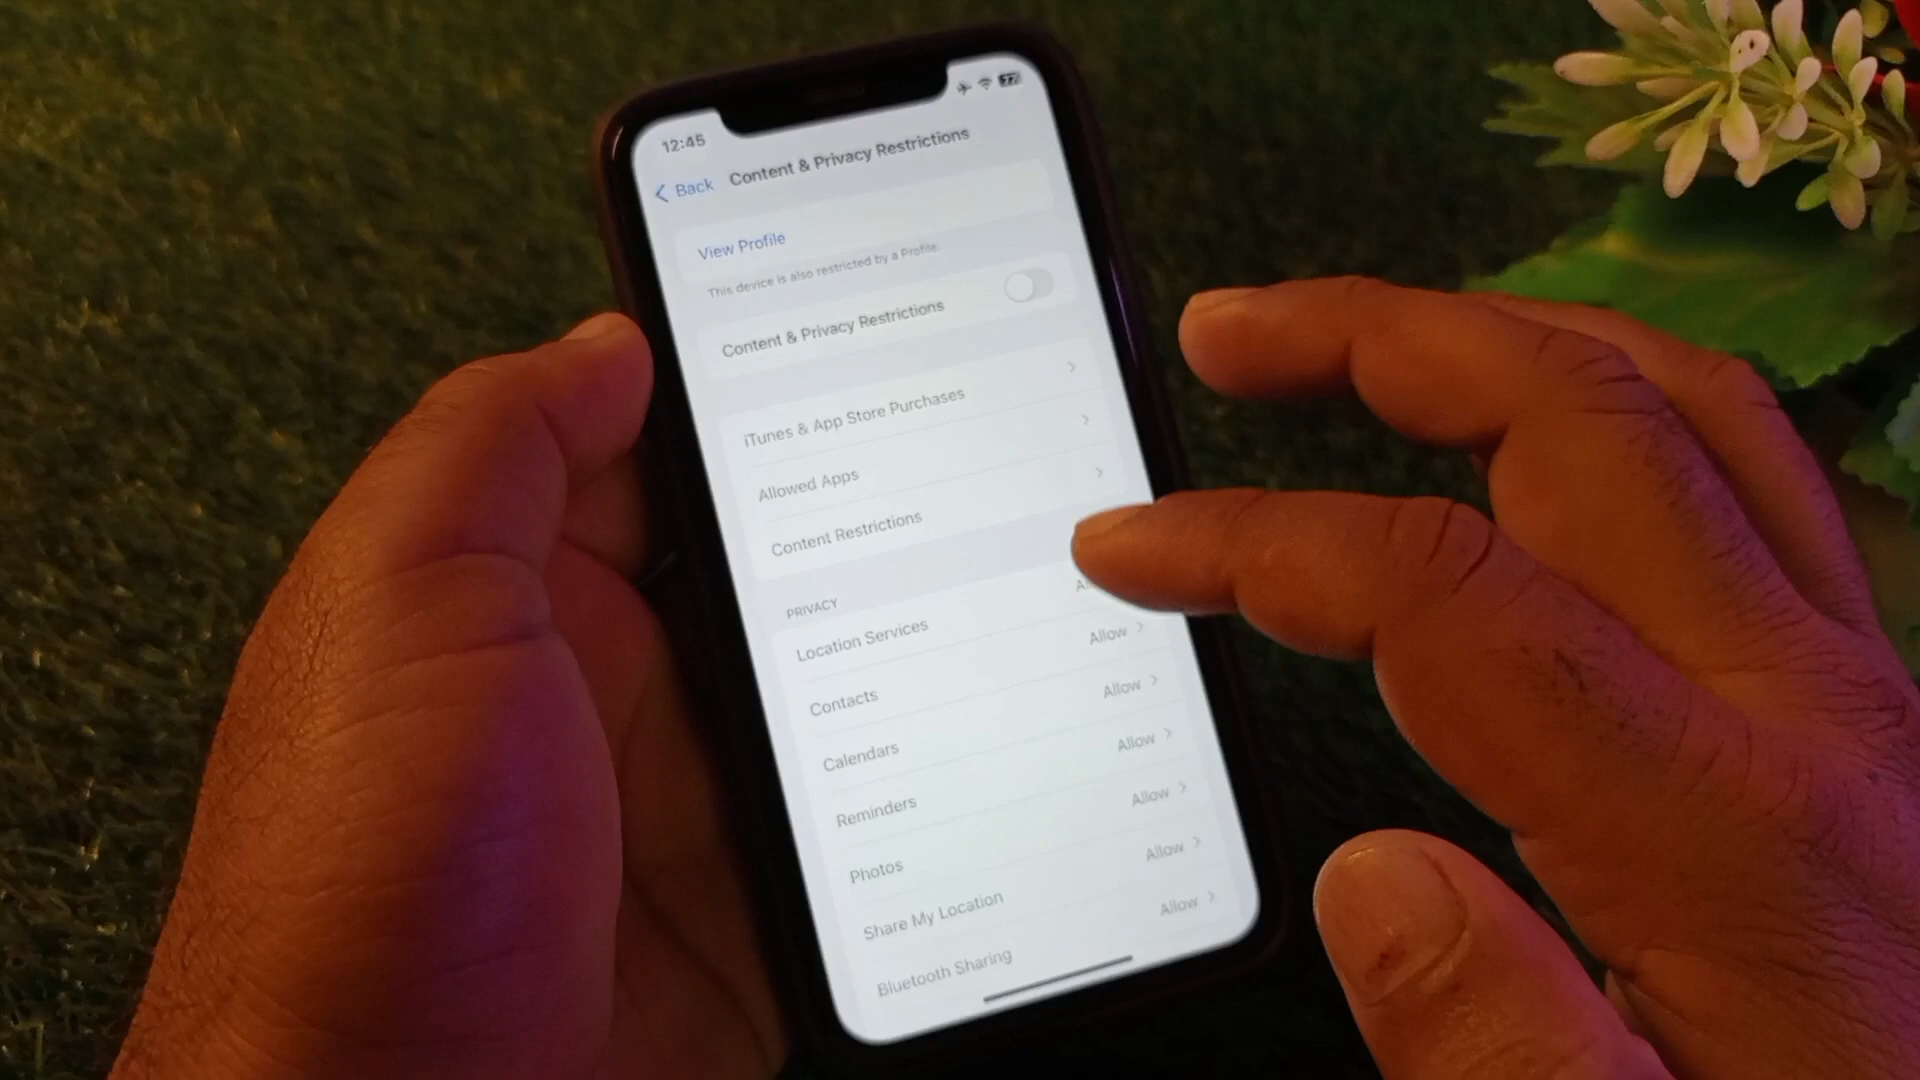 12:45
77
Back
Content & Privacy Restrictions
View Profile
This device is also restricted by a Profile.
Content & Privacy Restrictions
iTunes & App Store Purchases
Allowed Apps
Content Restrictions
PRIVACY
Location Services
Contacts Allow
Calendars Allow
Reminders Allow
Photos Allow
Share My Location Allow
Bluetooth Sharing Allow